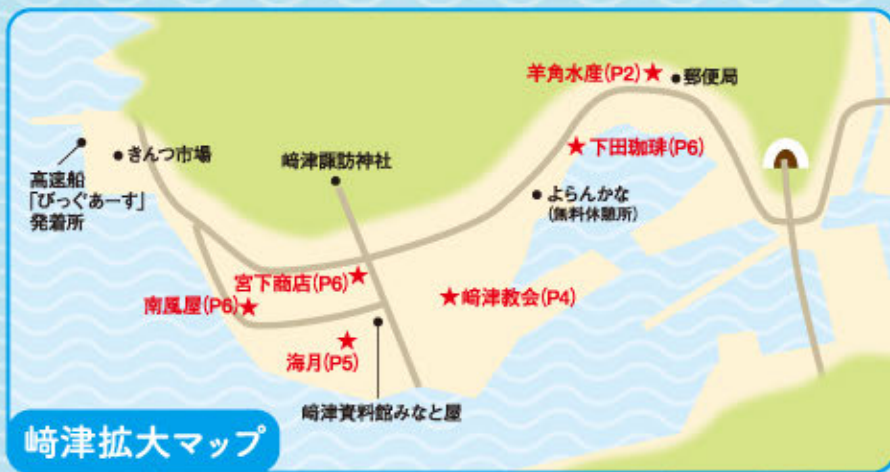 羊角水産(P2)
郵便局
きんつ市場
﨑津諏訪神社
下田珈琲(P6)
高速船
「びっぐあーす」
発着所
よらんかな
(無料休憩所)
宮下商店(P6)
南風屋(P6)
﨑津教会(P4)
海月(P5)
﨑津資料館みなと屋
﨑津拡大マップ